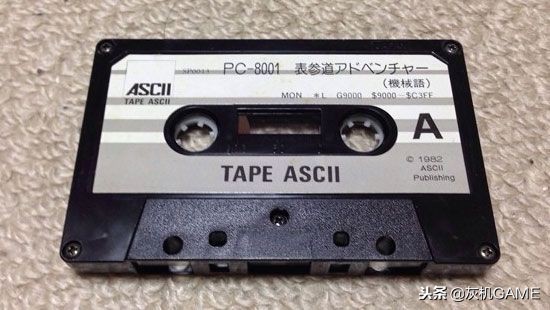 SP0013 PC-8001 表参道アドベンチャー
(機械語)
ASCII
TAPE ASCII
MON *L G9000 $9000-$C3FF
A
TAPE ASCII
© 1982
ASCII
Publishing
头条@灰机GAME